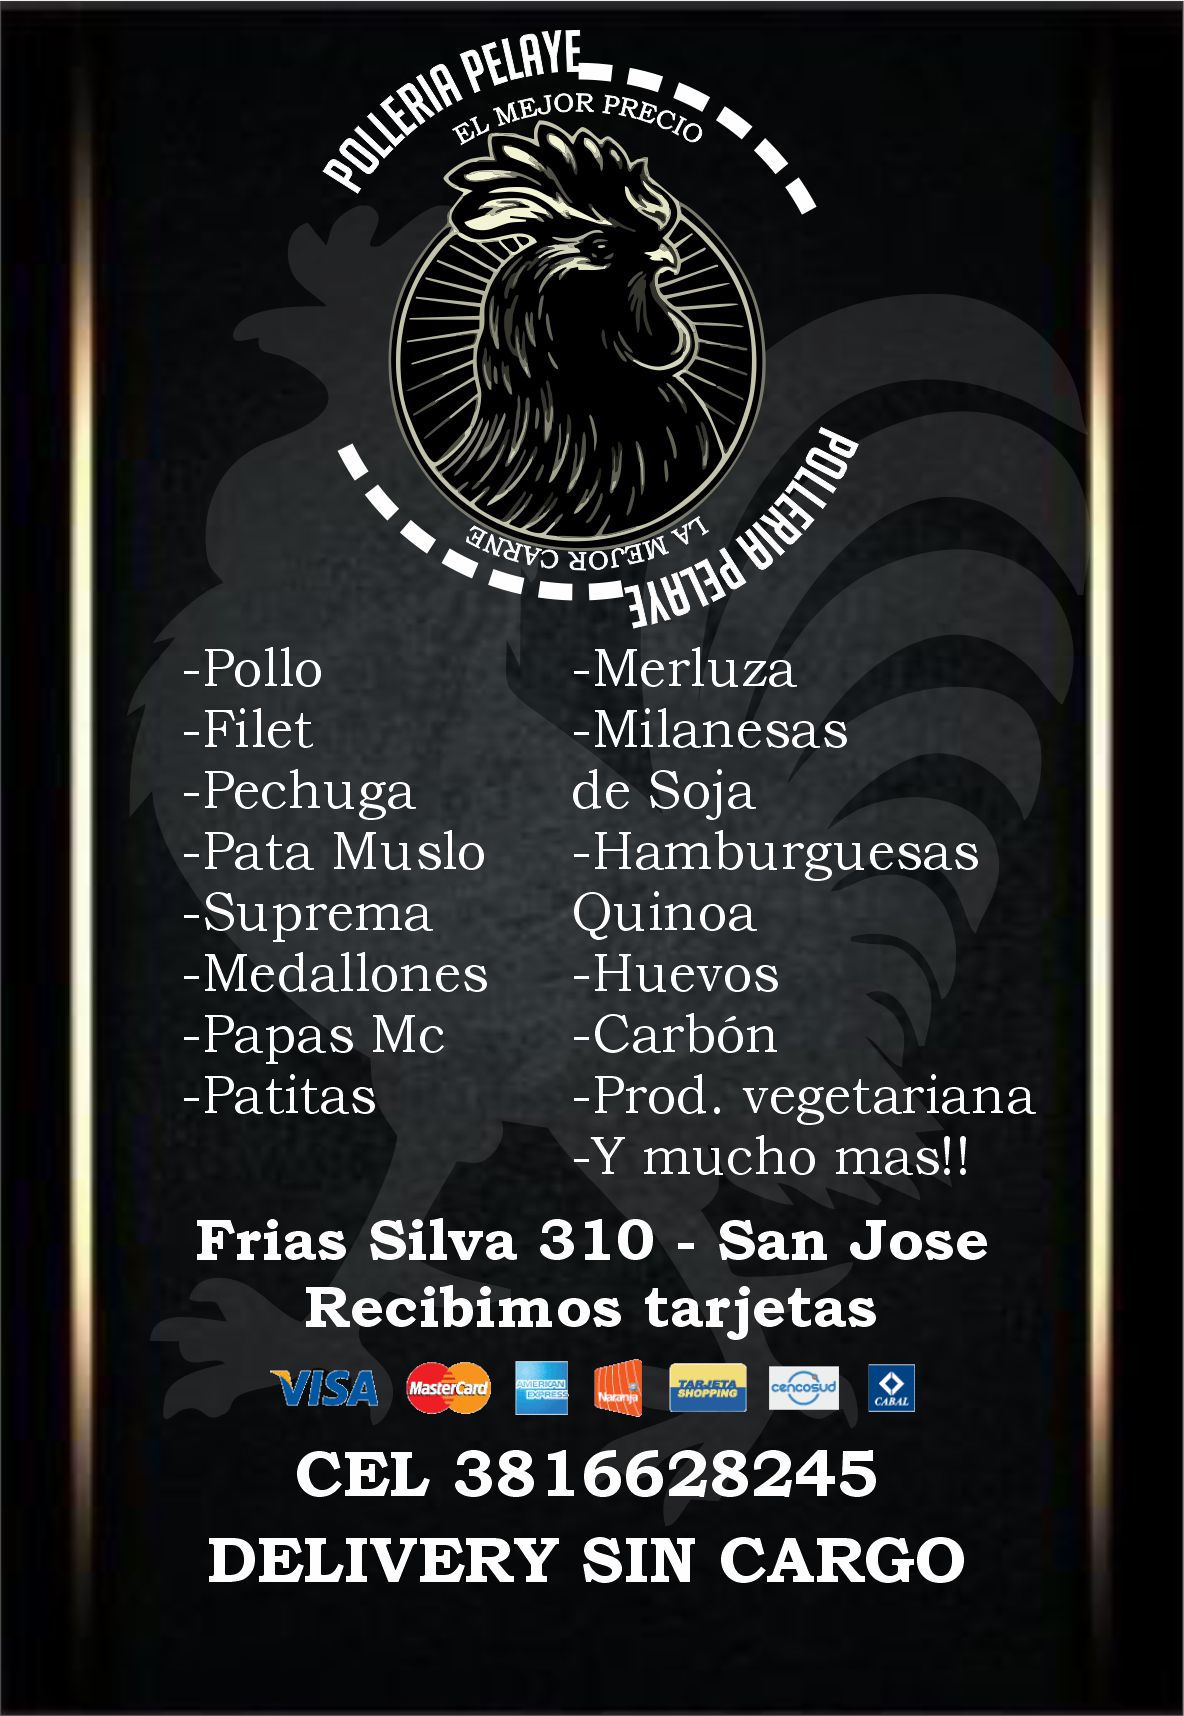 POLLERIA PELAYE
EL MEJOR PRECIO
LA MEJOR CARNE
POLLERIA PELAYE
-Pollo
-Filet
-Pechuga
-Pata Muslo
-Suprema
-Medallones
-Papas Mc
-Patitas
-Merluza
-Milanesas
de Soja
-Hamburguesas
Quinoa
-Huevos
-Carbón
-Prod. vegetariana
-Y mucho mas!!
Frias Silva 310 - San Jose
Recibimos tarjetas
VISA
MasterCard
AMERICAN
EXPRESS
Naranja
TARJETA
SHOPPING
cencosud
CABAL
CEL 3816628245
DELIVERY SIN CARGO